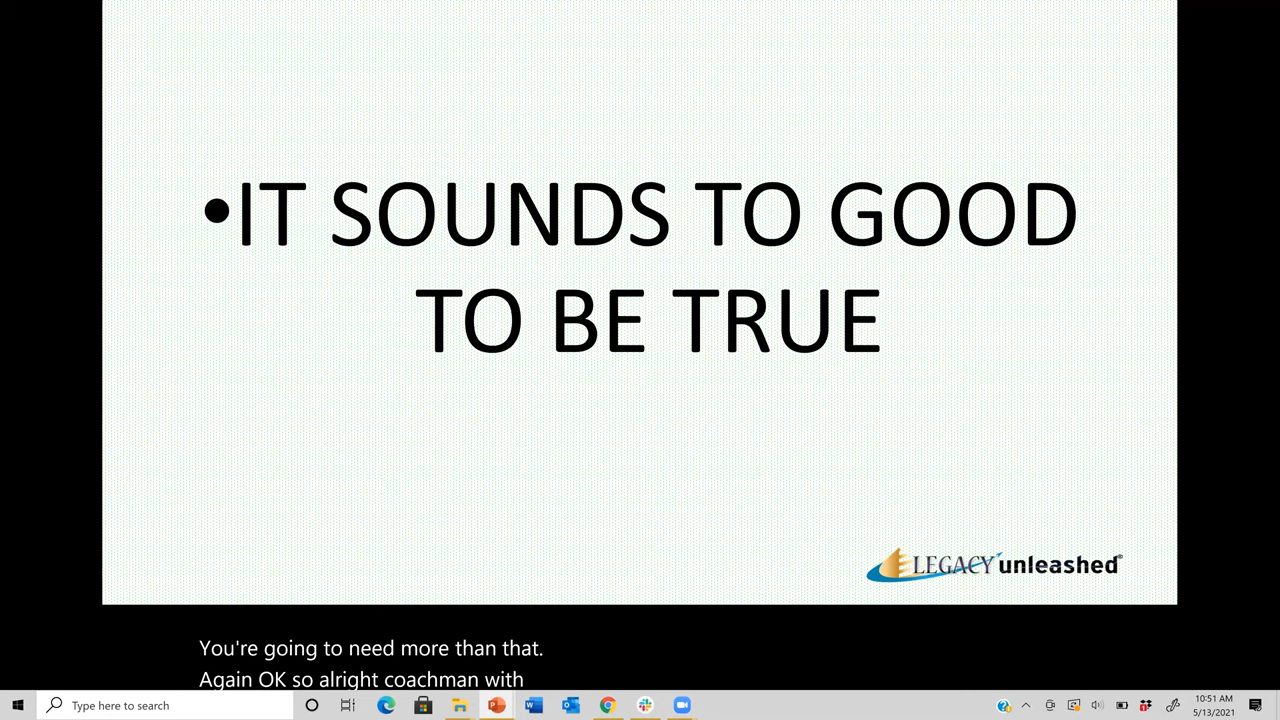 •IT SOUNDS TO GOOD
TO BE TRUE
LEGACY unleashed®
You're going to need more than that.
Again OK so alright coachman with
Type here to search
10:51 AM
5/13/2021